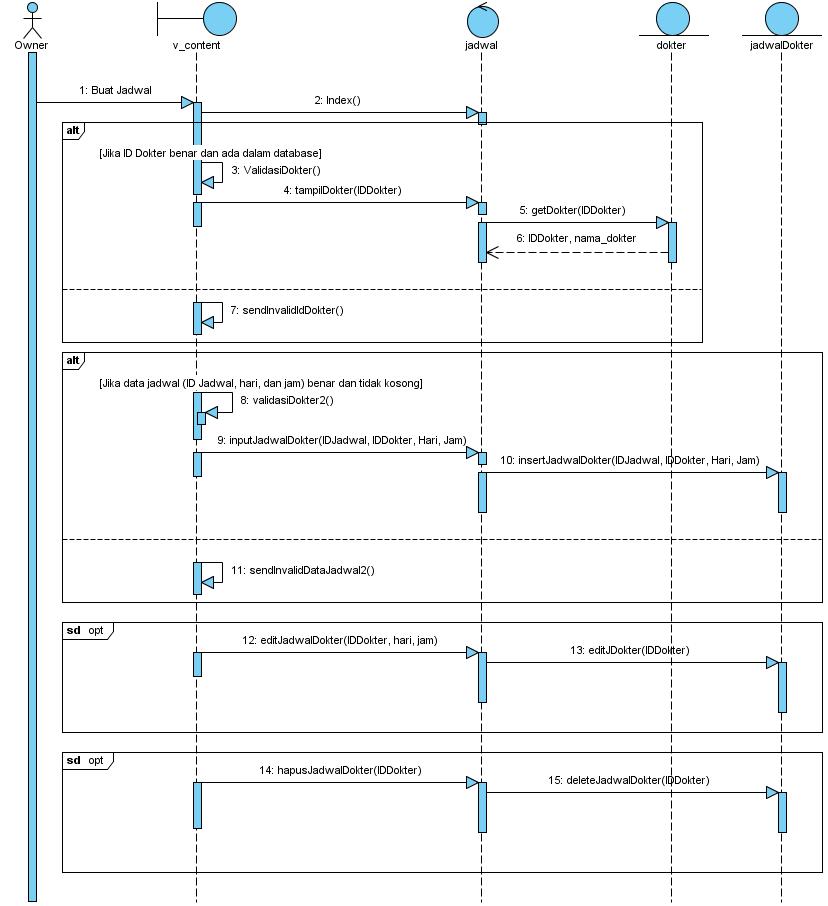 Owner
v_content
jadwal
dokter
jadwalDokter
1: Buat Jadwal
2: Index()
alt
[Jika ID Dokter benar dan ada dalam database]
3: ValidasiDokter()
4: tampilDokter(IDDokter)
5: getDokter(IDDokter)
6: IDDokter, nama_dokter
7: sendInvalidIdDokter()
alt
[Jika data jadwal (ID Jadwal, hari, dan jam) benar dan tidak kosong]
8: validasiDokter2()
9: inputJadwalDokter(IDJadwal, IDDokter, Hari, Jam)
10: insertJadwalDokter(IDJadwal, IDDokter, Hari, Jam)
11: sendInvalidDataJadwal2()
sd opt
12: editJadwalDokter(IDDokter, hari, jam)
13: editJDokter(IDDokter)
sd opt
14: hapusJadwalDokter(IDDokter)
15: deleteJadwalDokter(IDDokter)